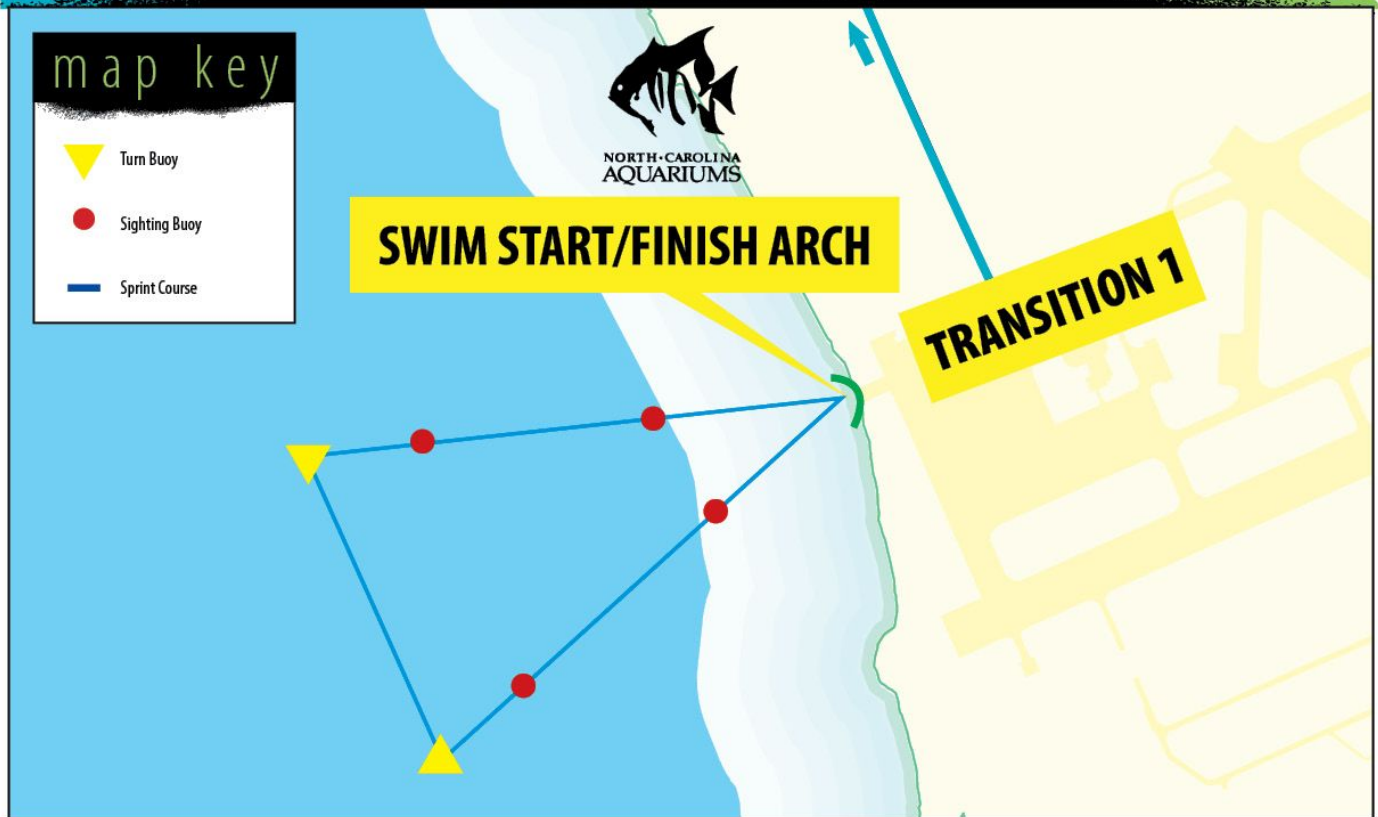 map key
Turn Buoy
Sighting Buoy
Sprint Course
NORTH•CAROLINA
AQUARIUMS
SWIM START/FINISH ARCH
TRANSITION 1